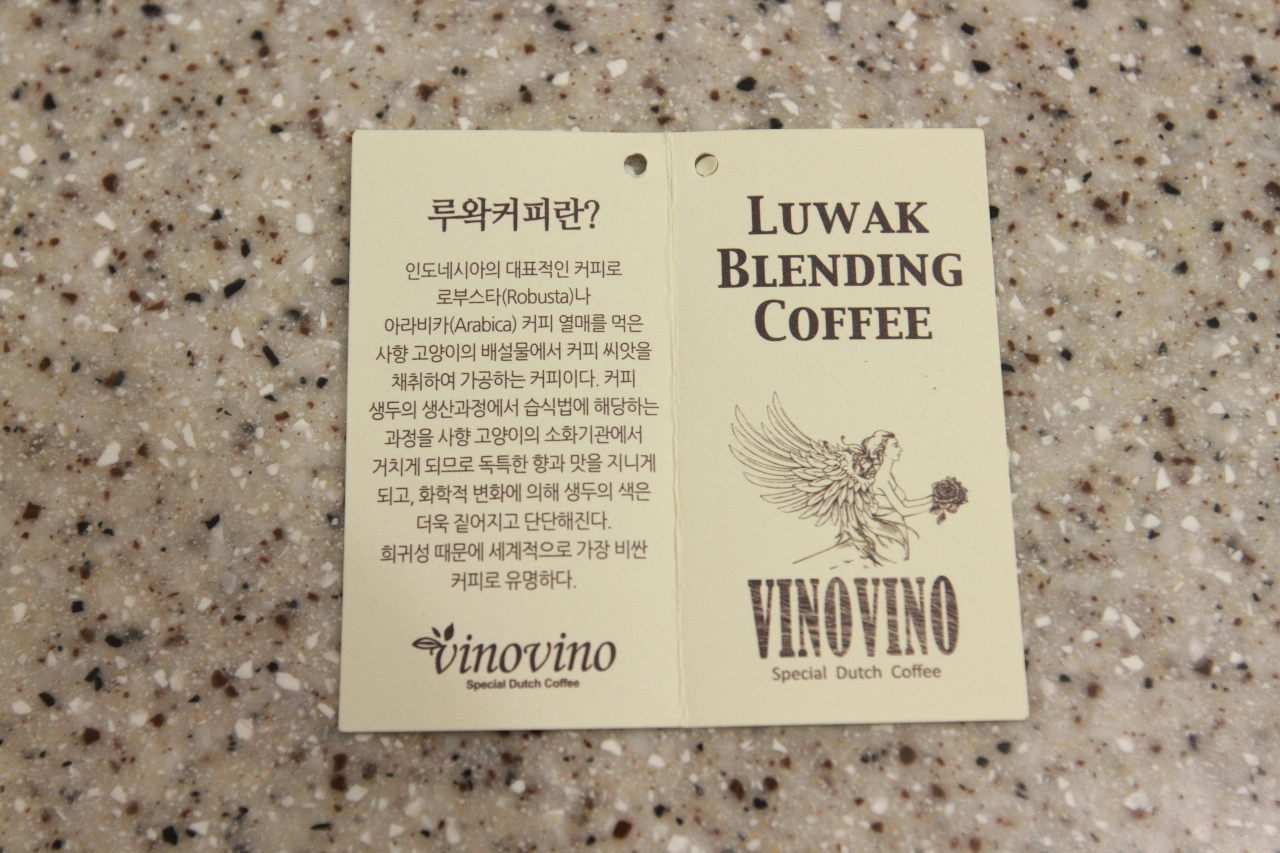 루왁커피란?
인도네시아의 대표적인 커피로
로부스타(Robusta)나
아라비카(Arabica) 커피 열매를 먹은
사향 고양이의 배설물에서 커피 씨앗을
채취하여 가공하는 커피이다. 커피
생두의 생산과정에서 습식법에 해당하는
과정을 사향 고양이의 소화기관에서
거치게 되므로 독특한 향과 맛을 지니게
되고, 화학적 변화에 의해 생두의 색은
더욱 짙어지고 단단해진다.
희귀성 때문에 세계적으로 가장 비싼
커피로 유명하다.
vinovino
Special Dutch Coffee
LUWAK
BLENDING
COFFEE
VINOVINO
Special Dutch Coffee